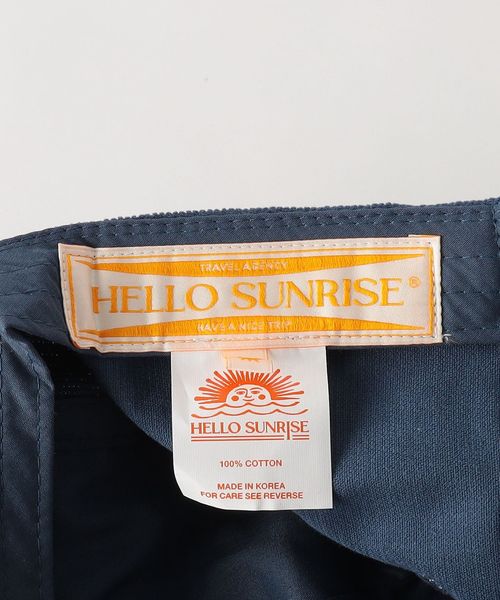 TRAVEL AGENCY
HELLO SUNRISE®
HAVE A NICE TRIP
HELLO SUNRISE
100% COTTON
MADE IN KOREA
FOR CARE SEE REVERSE